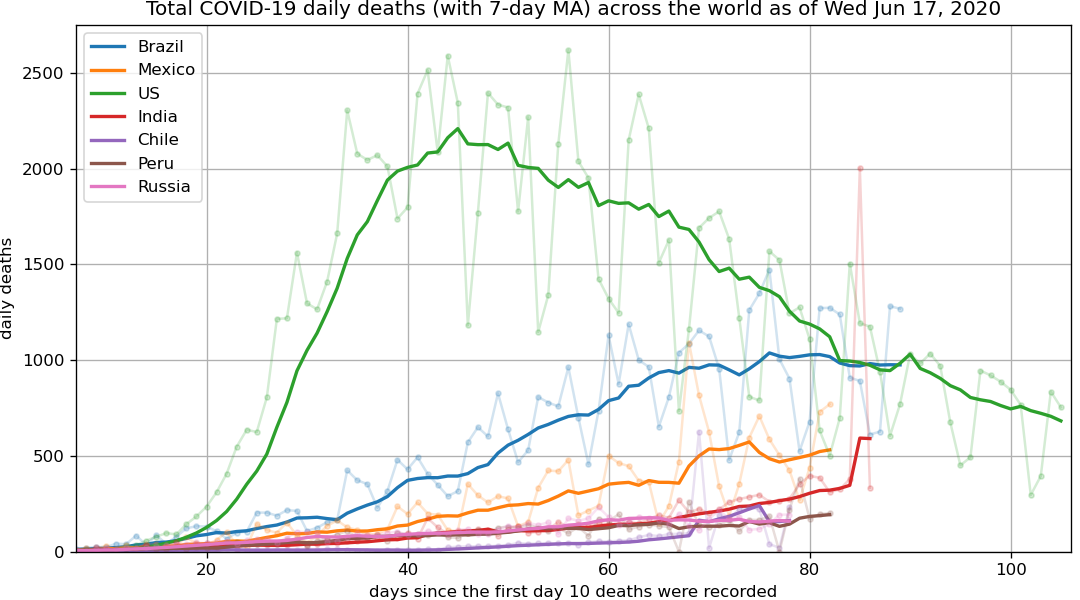 Total COVID-19 daily deaths (with 7-day MA) across the world as of Wed Jun 17, 2020
Brazil
Mexico
US
India
Chile
Peru
Russia
daily deaths
2500
2000
1500
1000
500
0
20 40 60 80 100
days since the first day 10 deaths were recorded